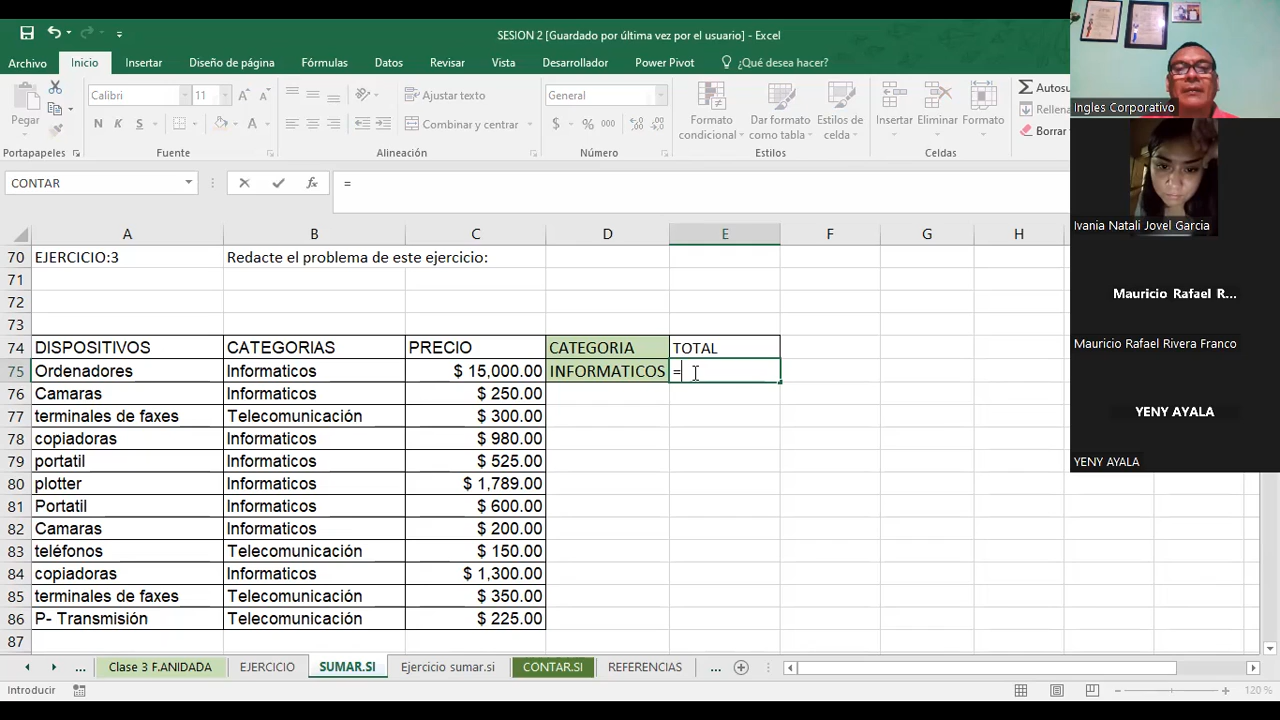 SESION 2 [Guardado por última vez por el usuario] - Excel
Archivo Inicio Insertar Diseño de página Fórmulas Datos Revisar Vista Desarrollador Power Pivot ¿Qué desea hacer?
Pegar
Calibri 11
N K S
Ajustar texto
Combinar y centrar
General
$ % 000
Formato condicional
Dar formato como tabla
Estilos de celda
Insertar
Eliminar
Formato
Autosu
Rellena
Borrar
Portapapeles Fuente Alineación Número Estilos Celdas
CONTAR fx =
A B C D E F G H
70 EJERCICIO:3 Redacte el problema de este ejercicio:
71
72
73
74 DISPOSITIVOS CATEGORIAS PRECIO CATEGORIA TOTAL
75 Ordenadores Informaticos $ 15,000.00 INFORMATICOS =
76 Camaras Informaticos $ 250.00
77 terminales de faxes Telecomunicación $ 300.00
78 copiadoras Informaticos $ 980.00
79 portatil Informaticos $ 525.00
80 plotter Informaticos $ 1,789.00
81 Portatil Informaticos $ 600.00
82 Camaras Informaticos $ 200.00
83 teléfonos Telecomunicación $ 150.00
84 copiadoras Informaticos $ 1,300.00
85 terminales de faxes Telecomunicación $ 350.00
86 P- Transmisión Telecomunicación $ 225.00
87
... Clase 3 F.ANIDADA EJERCICIO SUMAR.SI Ejercicio sumar.si CONTAR.SI REFERENCIAS ...
Introducir
120 %
Ingles Corporativo
Ivania Natali Jovel Garcia
Mauricio Rafael R...
Mauricio Rafael Rivera Franco
YENY AYALA
YENY AYALA